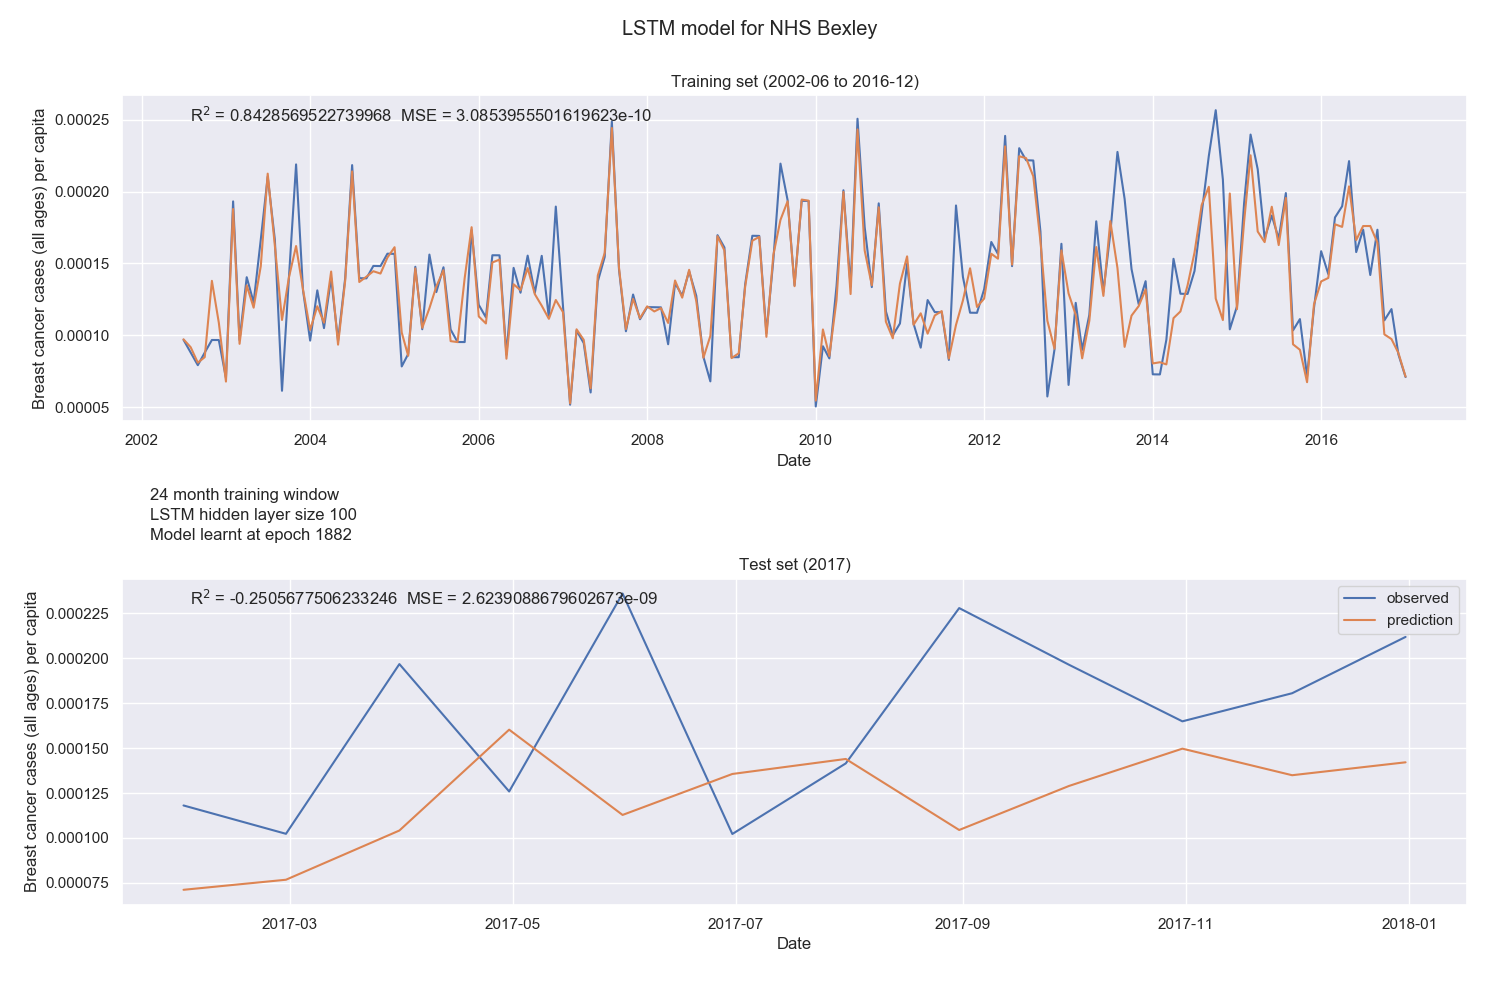 LSTM model for NHS Bexley
Training set (2002-06 to 2016-12)
R² = 0.8428569522739968 MSE = 3.0853955501619623e-10
Breast cancer cases (all ages) per capita
0.00025
0.00020
0.00015
0.00010
0.00005
2002 2004 2006 2008 2010 2012 2014 2016
Date
24 month training window
LSTM hidden layer size 100
Model learnt at epoch 1882
Test set (2017)
R² = -0.2505677506233246 MSE = 2.6239088679602673e-09
observed
prediction
Breast cancer cases (all ages) per capita
0.000225
0.000200
0.000175
0.000150
0.000125
0.000100
0.000075
2017-03 2017-05 2017-07 2017-09 2017-11 2018-01
Date